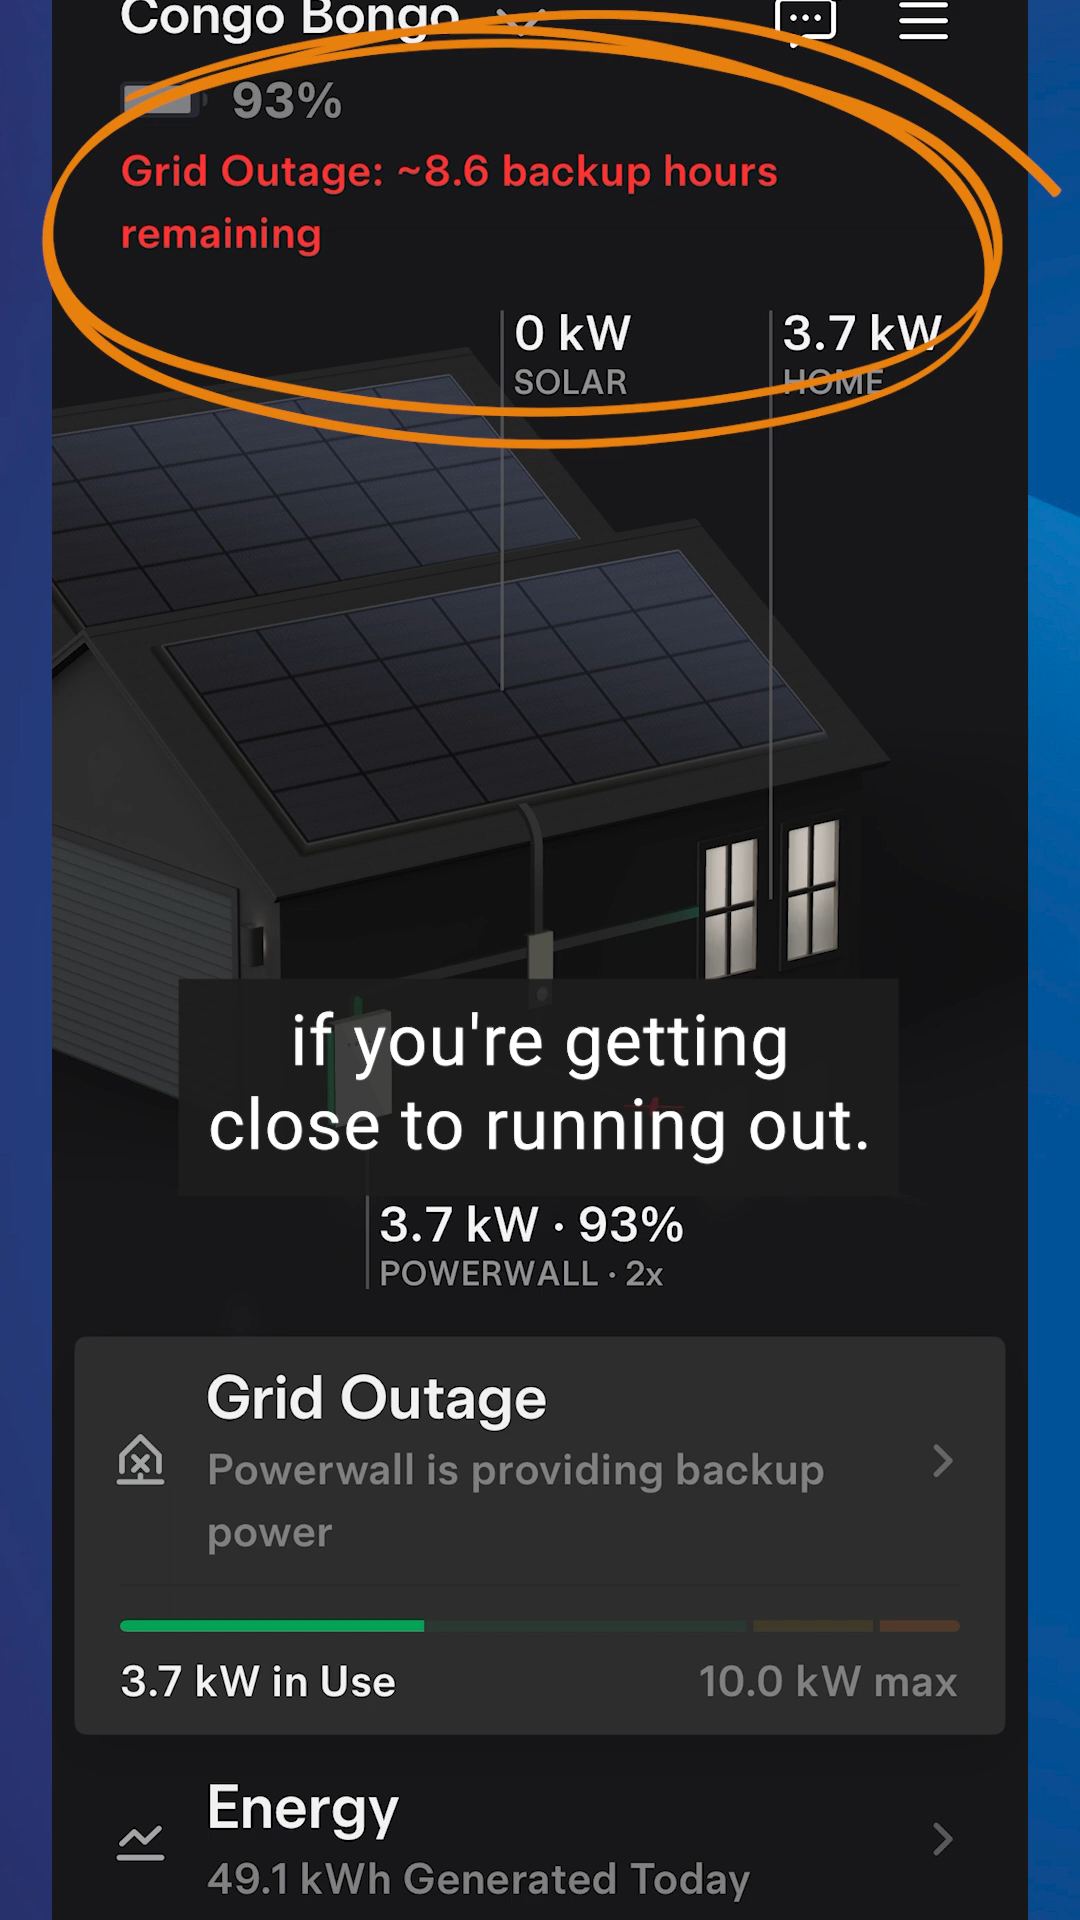 Congo Bongo
93%
Grid Outage: ~8.6 backup hours
remaining
0 kW
SOLAR
3.7 kW
HOME
if you're getting
close to running out.
3.7 kW · 93%
POWERWALL · 2x
Grid Outage
Powerwall is providing backup
power
3.7 kW in Use
10.0 kW max
Energy
49.1 kWh Generated Today